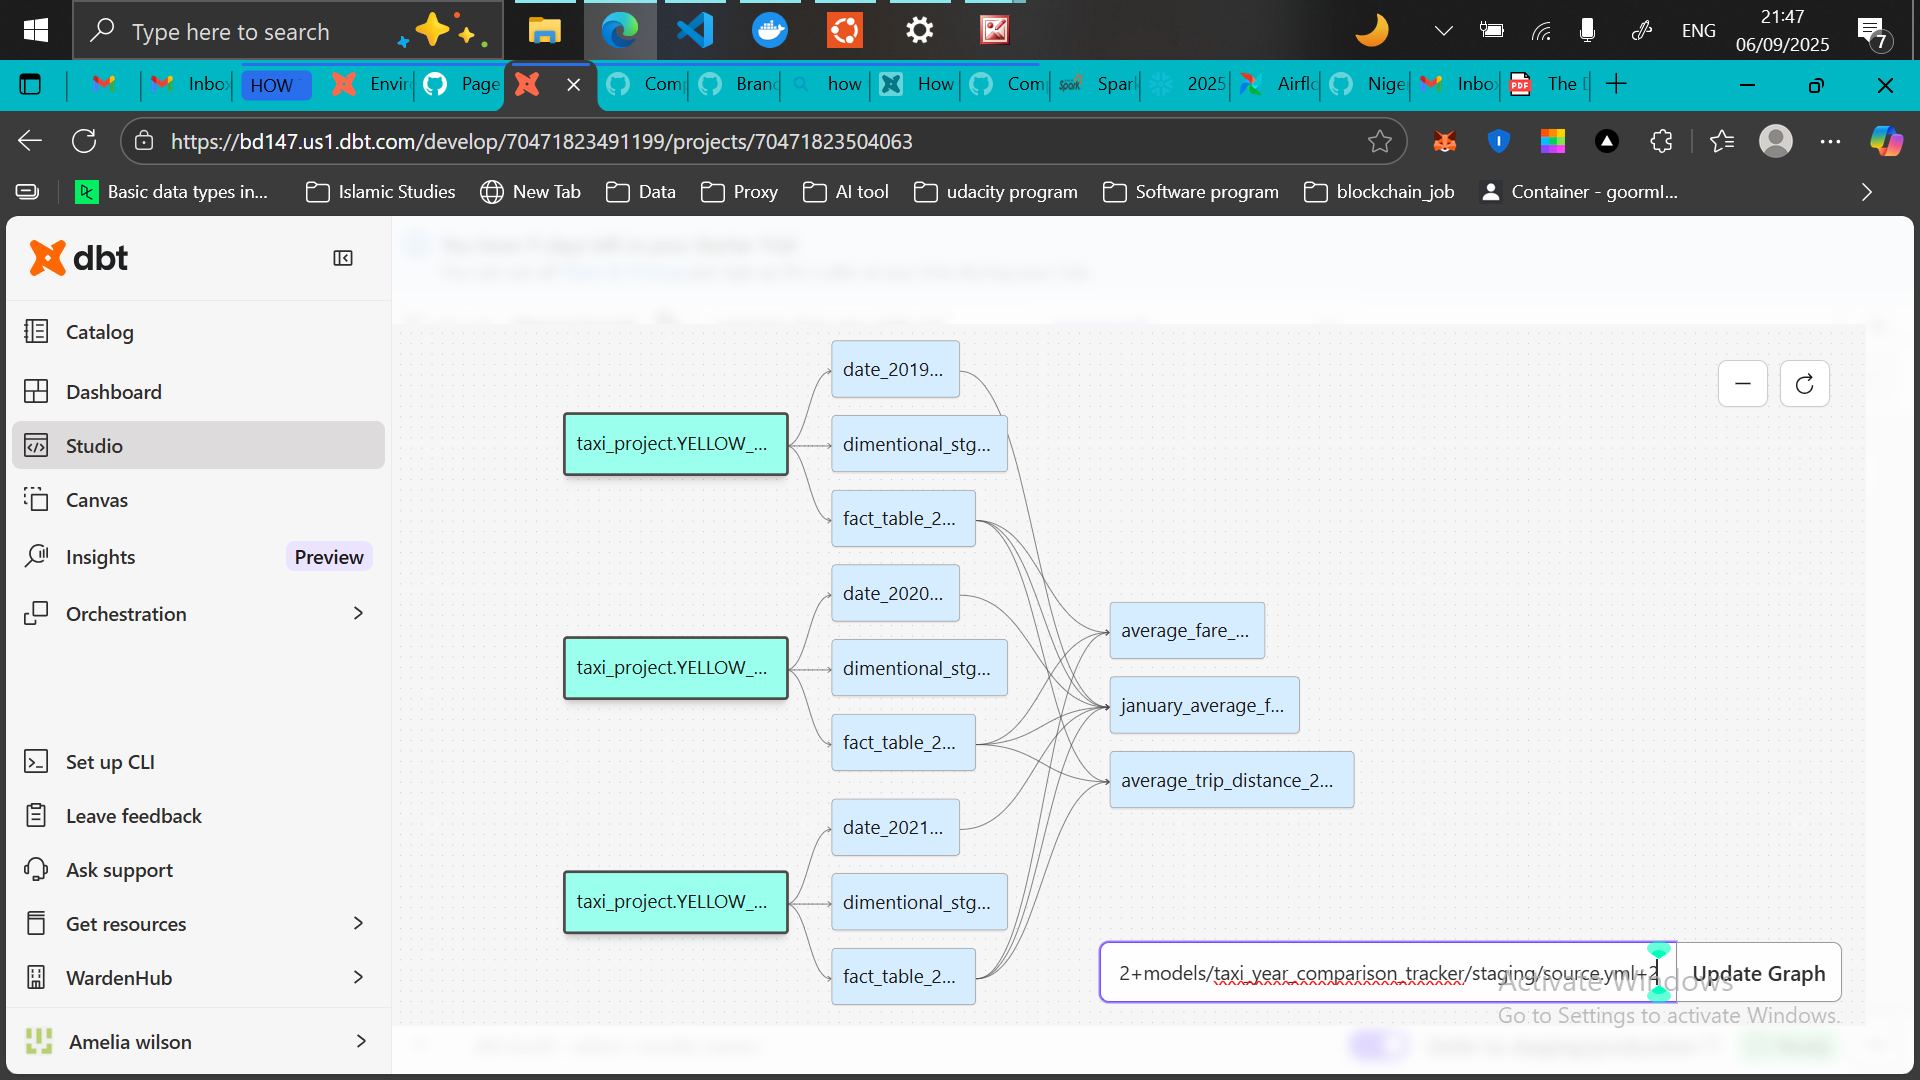 Type here to search
ENG
21:47
06/09/2025
7
Inbo
HOW
Envir
Page
Com
Bran
how
How
Com
Spar
2025
Airfl
Nige
Inbo
The
https://bd147.us1.dbt.com/develop/70471823491199/projects/70471823504063
Basic data types in...
Islamic Studies
New Tab
Data
Proxy
AI tool
udacity program
Software program
blockchain_job
Container - goorml...
dbt
Catalog
Dashboard
Studio
Canvas
Insights
Preview
Orchestration
Set up CLI
Leave feedback
Ask support
Get resources
WardenHub
Amelia wilson
date_2019...
taxi_project.YELLOW_...
dimentional_stg...
fact_table_2...
date_2020...
taxi_project.YELLOW_...
dimentional_stg...
fact_table_2...
date_2021...
taxi_project.YELLOW_...
dimentional_stg...
fact_table_2...
average_fare_...
january_average_f...
average_trip_distance_2...
2+models/taxi_year_comparison_tracker/staging/source.yml+2
Update Graph
Activate Windows
Go to Settings to activate Windows.